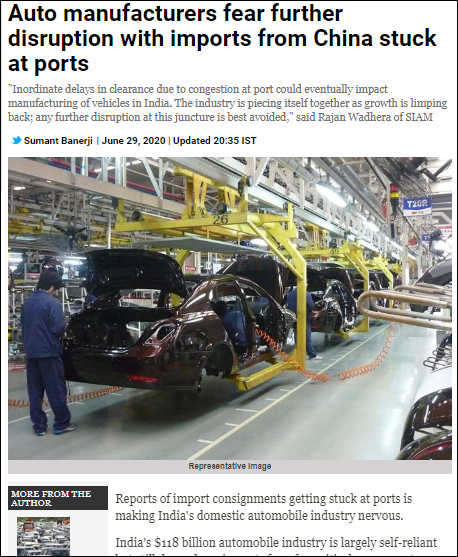 Auto manufacturers fear further
disruption with imports from China stuck
at ports
"Inordinate delays in clearance due to congestion at port could eventually impact
manufacturing of vehicles in India. The industry is piecing itself together as growth is limping
back; any further disruption at this juncture is best avoided," said Rajan Wadhera of SIAM
Sumant Banerji | June 29, 2020 | Updated 20:35 IST
T20R
26
Representative Image
MORE FROM THE
AUTHOR
Reports of import consignments getting stuck at ports is
making India's domestic automobile industry nervous.
India's $118 billion automobile industry is largely self-reliant